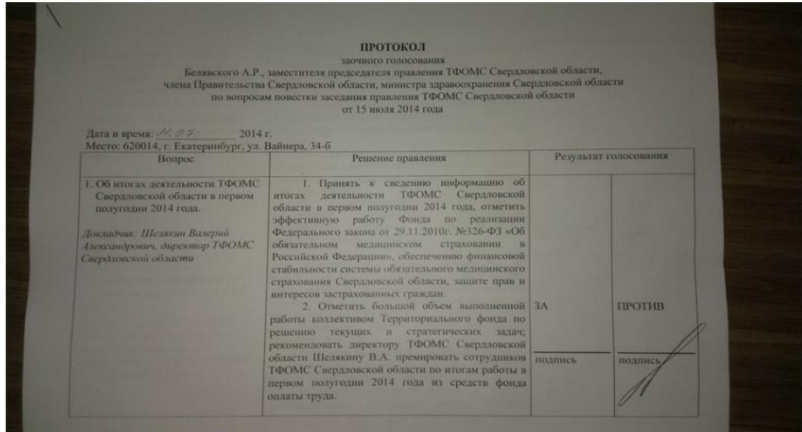 ПРОТОКОЛ
заочного голосования
Белявского А.Р., заместителя председателя правления ТФОМС Свердловской области,
члена Правительства Свердловской области, министра здравоохранения Свердловской области
по вопросам повестки заседания правления ТФОМС Свердловской области
от 15 июля 2014 года
Дата и время: 11.07. 2014 г.
Место: 620014, г. Екатеринбург, ул. Вайнера, 34-б
Вопрос
Решение правления
Результат голосования
1. Об итогах деятельности ТФОМС
Свердловской области в первом
полугодии 2014 года.
Докладчик: Шелякин Валерий
Александрович, директор ТФОМС
Свердловской области
1. Принять к сведению информацию об
итогах деятельности ТФОМС Свердловской
области в первом полугодии 2014 года, отметить
эффективную работу Фонда по реализации
Федерального закона от 29.11.2010г. №326-ФЗ «Об
обязательном медицинском страховании в
Российской Федерации», обеспечению финансовой
стабильности системы обязательного медицинского
страхования Свердловской области, защите прав и
интересов застрахованных граждан.
2. Отметить большой объем выполненной
работы коллективом Территориального фонда по
решению текущих и стратегических задач;
рекомендовать директору ТФОМС Свердловской
области Шелякину В.А. премировать сотрудников
ТФОМС Свердловской области по итогам работы в
первом полугодии 2014 года из средств фонда
оплаты труда.
ЗА
подпись
ПРОТИВ
подпись